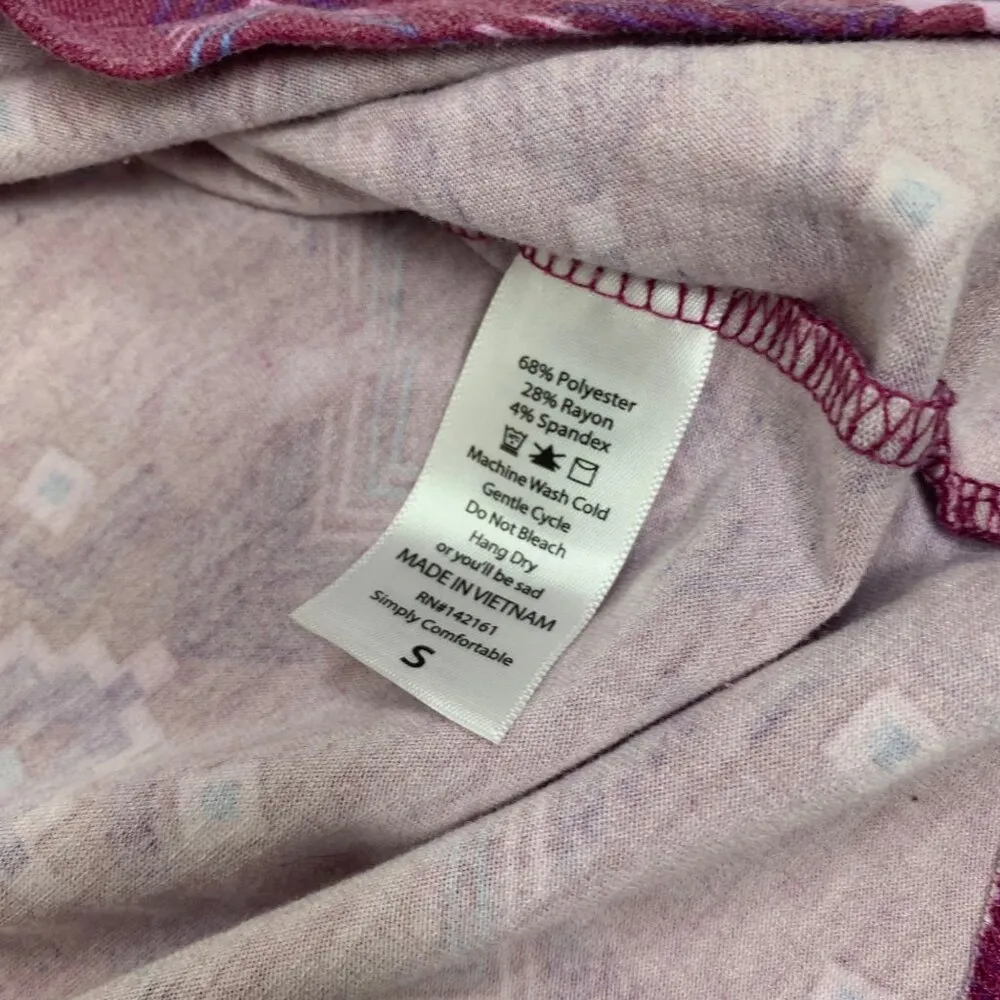 68% Polyester
28% Rayon
4% Spandex
Machine Wash Cold
Gentle Cycle
Do Not Bleach
Hang Dry
or you'll be sad
MADE IN VIETNAM
RN#142161
Simply Comfortable
S